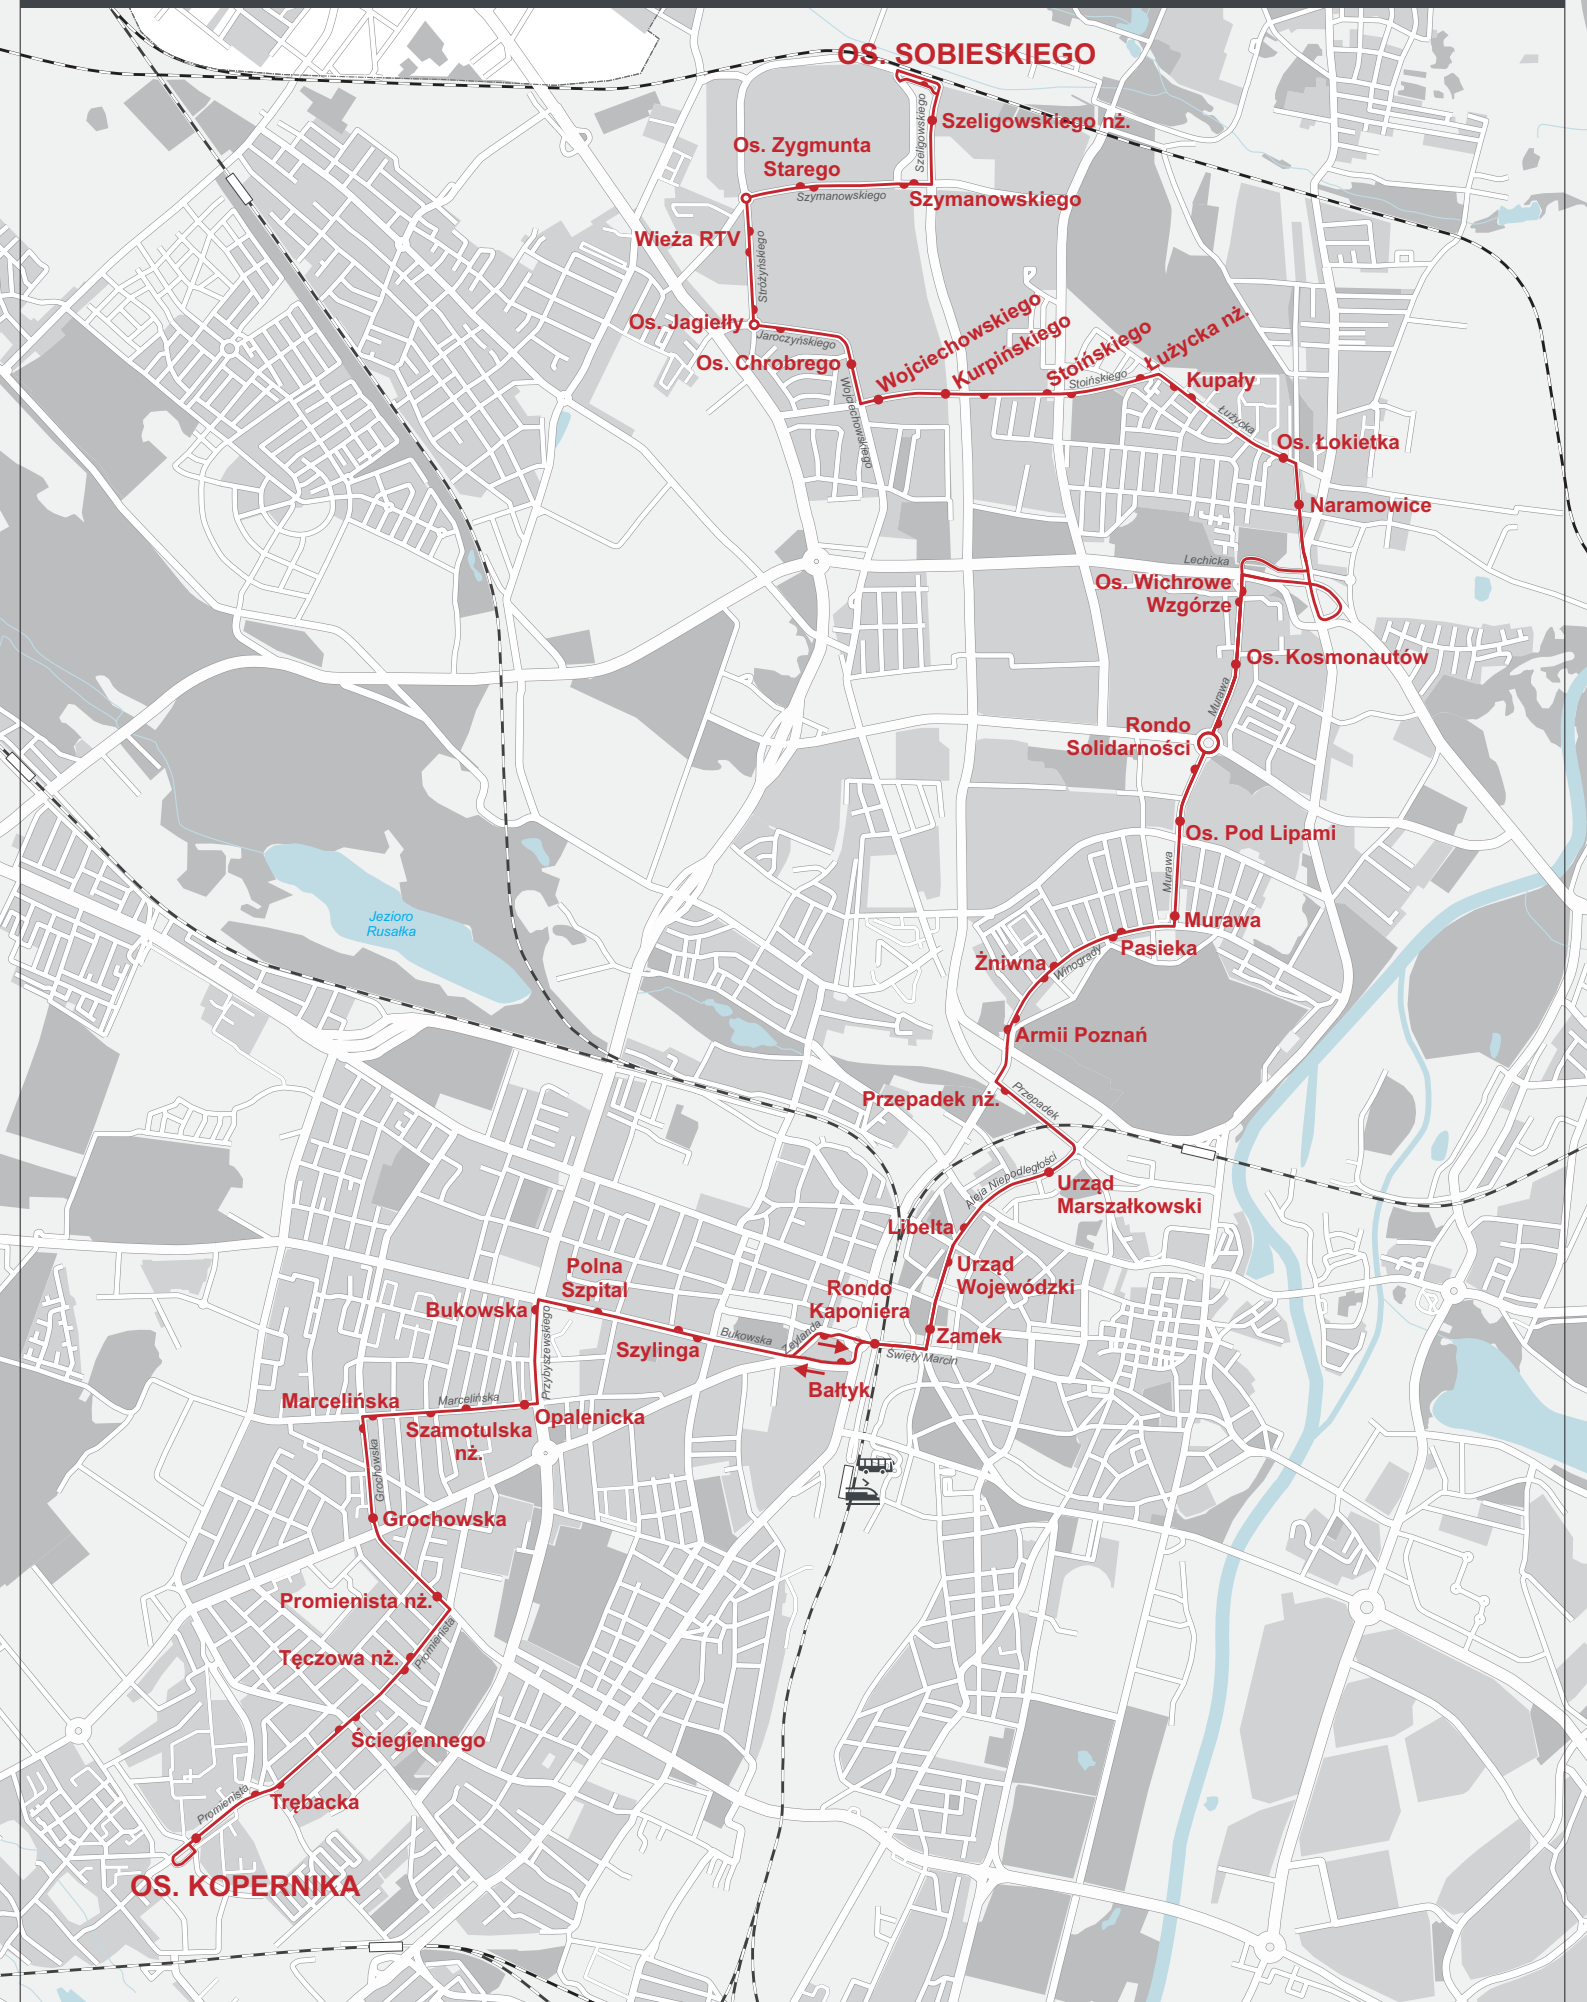 OS. SOBIESKIEGO
Szeligowskiego
Szeligowskiego nż.
Os. Zygmunta
Starego
Szymanowskiego
Szymanowskiego
Wieża RTV
Stróżyńskiego
Os. Jagiełły
Jaroczyńskiego
Os. Chrobrego
Wojciechowskiego
Wojciechowskiego
Kurpińskiego
Stoińskiego
Stoińskiego
Łużycka nż.
Kupały
Łużycka
Os. Łokietka
Naramowice
Lechicka
Os. Wichrowe
Wzgórze
Os. Kosmonautów
Murawa
Rondo
Solidarności
Os. Pod Lipami
Murawa
Murawa
Pasieka
Winogrady
Żniwna
Jezioro
Rusałka
Armii Poznań
Przepadek nż.
Przepadek
Aleja Niepodległości
Urząd
Marszałkowski
Libelta
Urząd
Wojewódzki
Rondo
Kaponiera
Zamek
Święty Marcin
Zeylanda
Bałtyk
Bukowska
Szylinga
Polna
Szpital
Bukowska
Przybyszewskiego
Opalenicka
Marcelińska
Szamotulska
nż.
Marcelińska
Grochowska
Grochowska
Promienista nż.
Promienista
Tęczowa nż.
Ściegiennego
Trębacka
Promienista
OS. KOPERNIKA